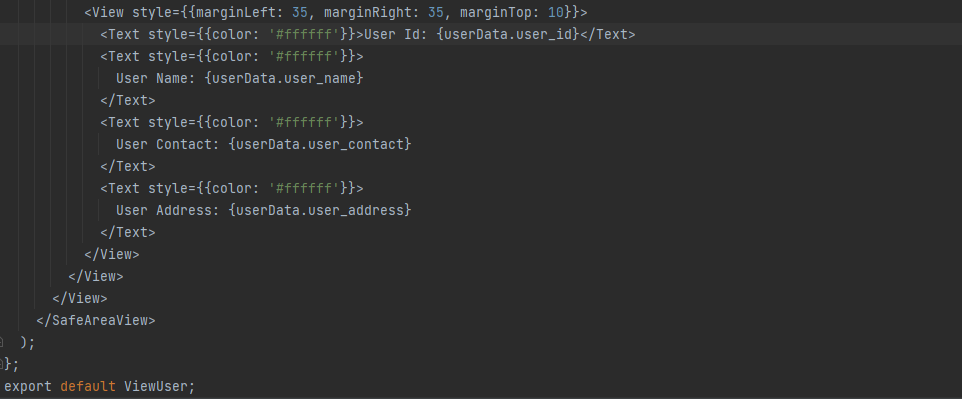 <View style={{marginLeft: 35, marginRight: 35, marginTop: 10}}>
<Text style={{color: '#ffffff'}}>User Id: {userData.user_id}</Text>
<Text style={{color: '#ffffff'}}>
User Name: {userData.user_name}
</Text>
<Text style={{color: '#ffffff'}}>
User Contact: {userData.user_contact}
</Text>
<Text style={{color: '#ffffff'}}>
User Address: {userData.user_address}
</Text>
</View>
</View>
</View>
</SafeAreaView>
);
};
export default ViewUser;